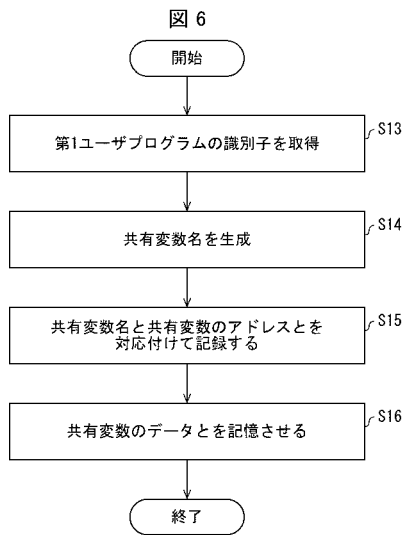 図 6
開始
第1ユーザプログラムの識別子を取得
S13
共有変数名を生成
S14
共有変数名と共有変数のアドレスとを
対応付けて記録する
S15
共有変数のデータとを記憶させる
S16
終了